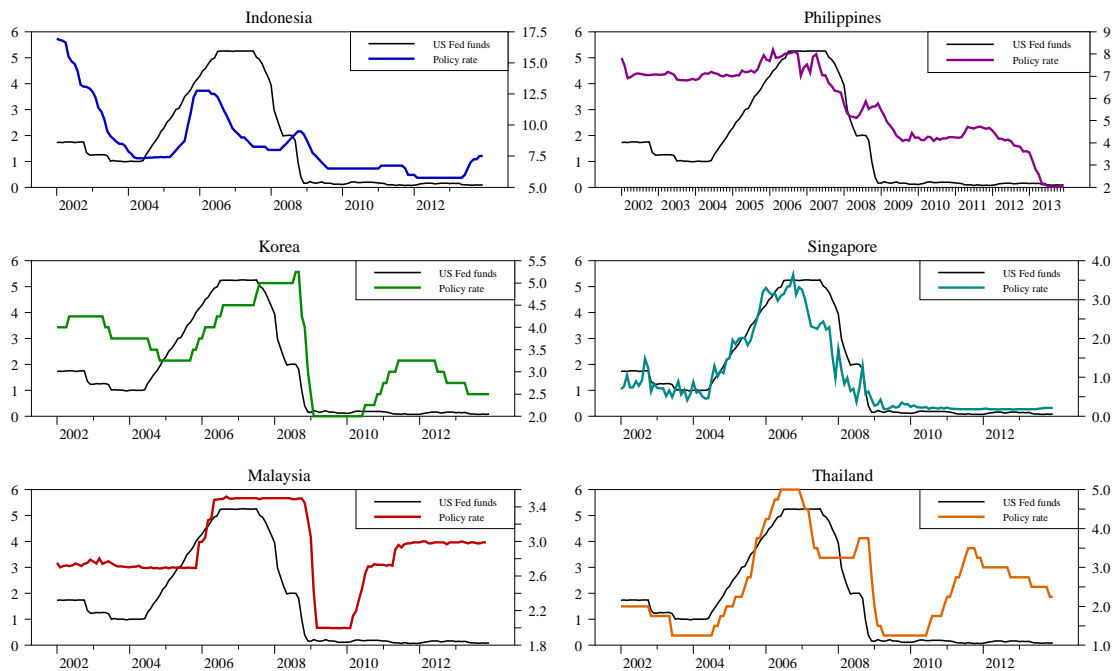 Indonesia
6 5 4 3 2 1 0
US Fed funds
Policy rate
17.5 15.0 12.5 10.0 7.5 5.0
2002 2004 2006 2008 2010 2012
Philippines
6 5 4 3 2 1 0
US Fed funds
Policy rate
9 8 7 6 5 4 3 2
2002 2003 2004 2005 2006 2007 2008 2009 2010 2011 2012 2013
Korea
6 5 4 3 2 1 0
US Fed funds
Policy rate
5.5 5.0 4.5 4.0 3.5 3.0 2.5 2.0
2002 2004 2006 2008 2010 2012
Singapore
6 5 4 3 2 1 0
US Fed funds
Policy rate
4.0 3.5 3.0 2.5 2.0 1.5 1.0 0.5 0.0
2002 2004 2006 2008 2010 2012
Malaysia
6 5 4 3 2 1 0
US Fed funds
Policy rate
3.4 3.0 2.6 2.2 1.8
2002 2004 2006 2008 2010 2012
Thailand
6 5 4 3 2 1 0
US Fed funds
Policy rate
5.0 4.0 3.0 2.0 1.0
2002 2004 2006 2008 2010 2012